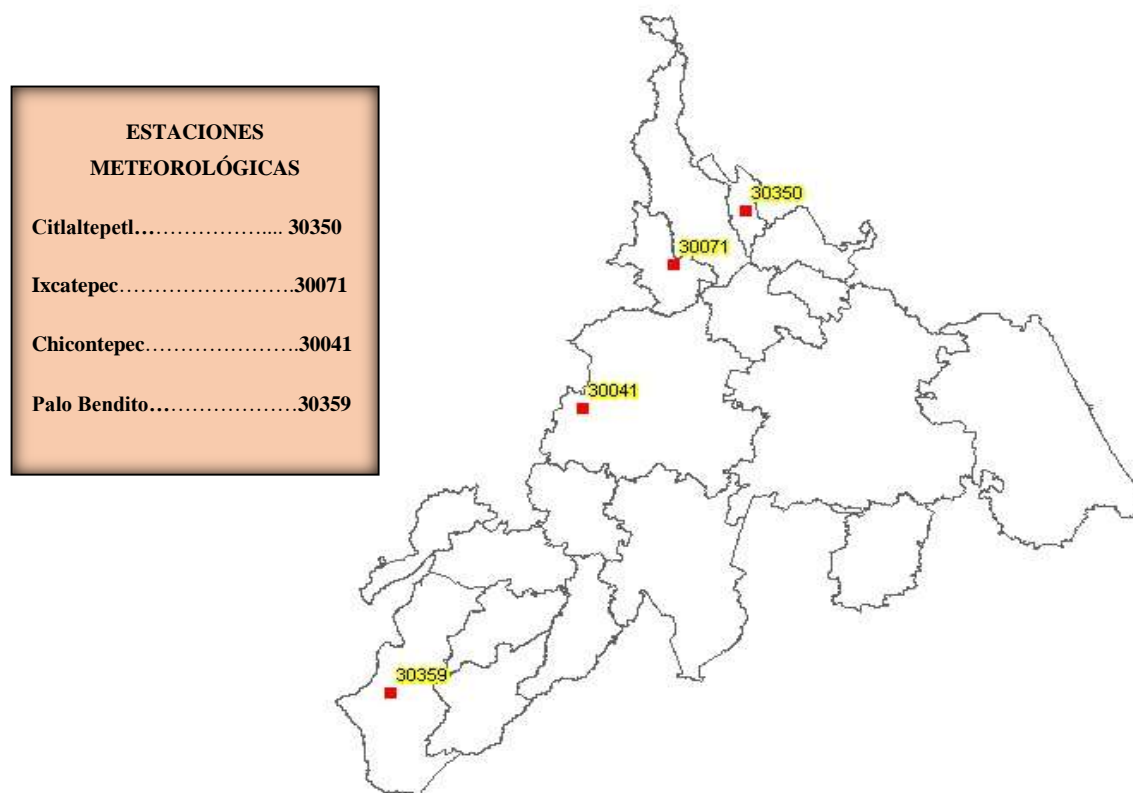 ESTACIONES
METEOROLÓGICAS
Citlaltepetl……………….... 30350
Ixcatepec…………………….30071
Chicontepec………………….30041
Palo Bendito…………………30359
30350
30071
30041
30359